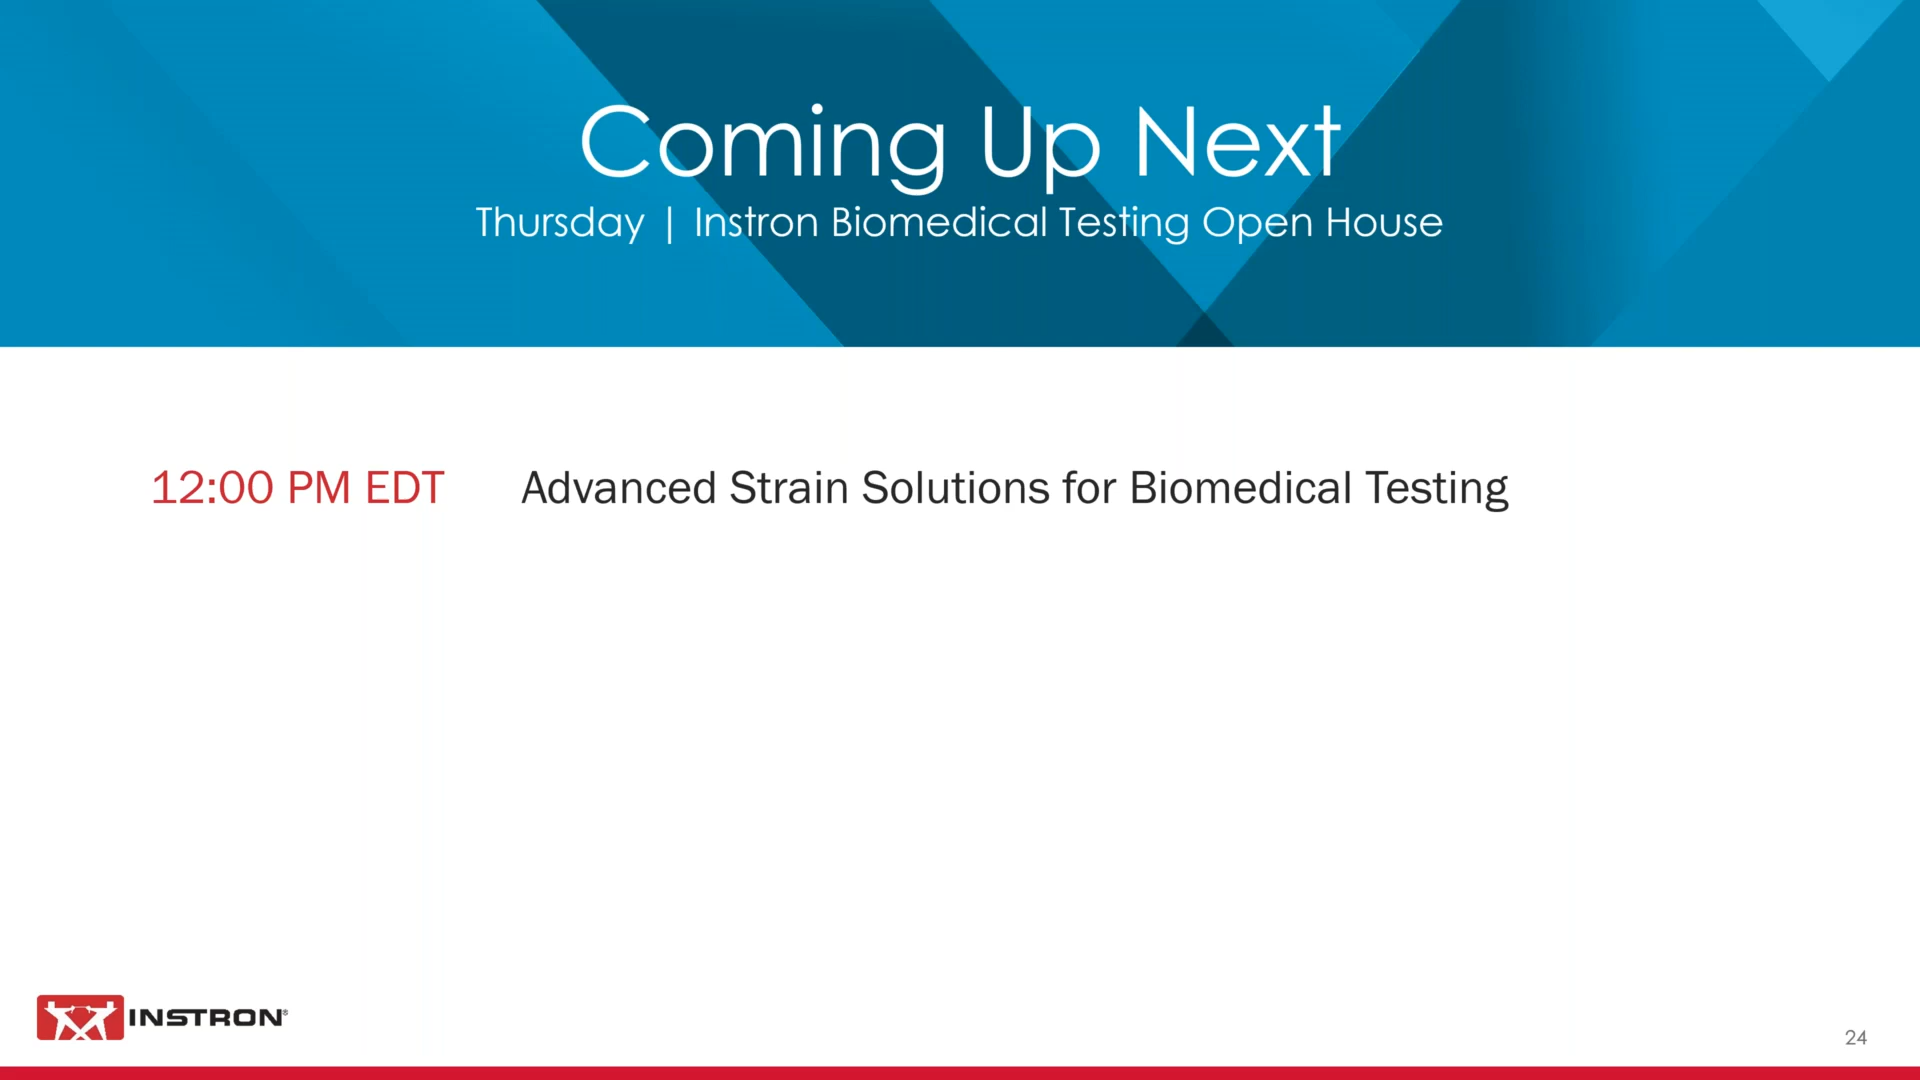 Coming Up Next
Thursday | Instron Biomedical Testing Open House
12:00 PM EDT Advanced Strain Solutions for Biomedical Testing
INSTRON®
24